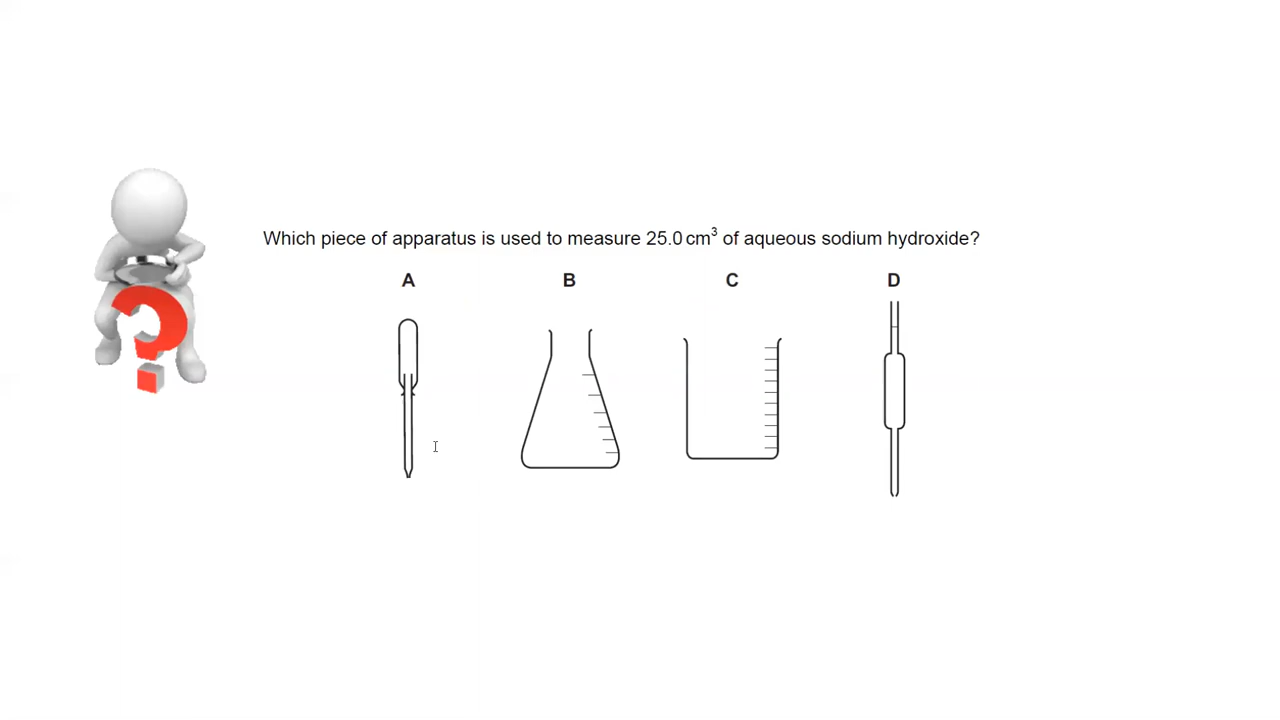 Which piece of apparatus is used to measure 25.0 cm³ of aqueous sodium hydroxide?
A B C D